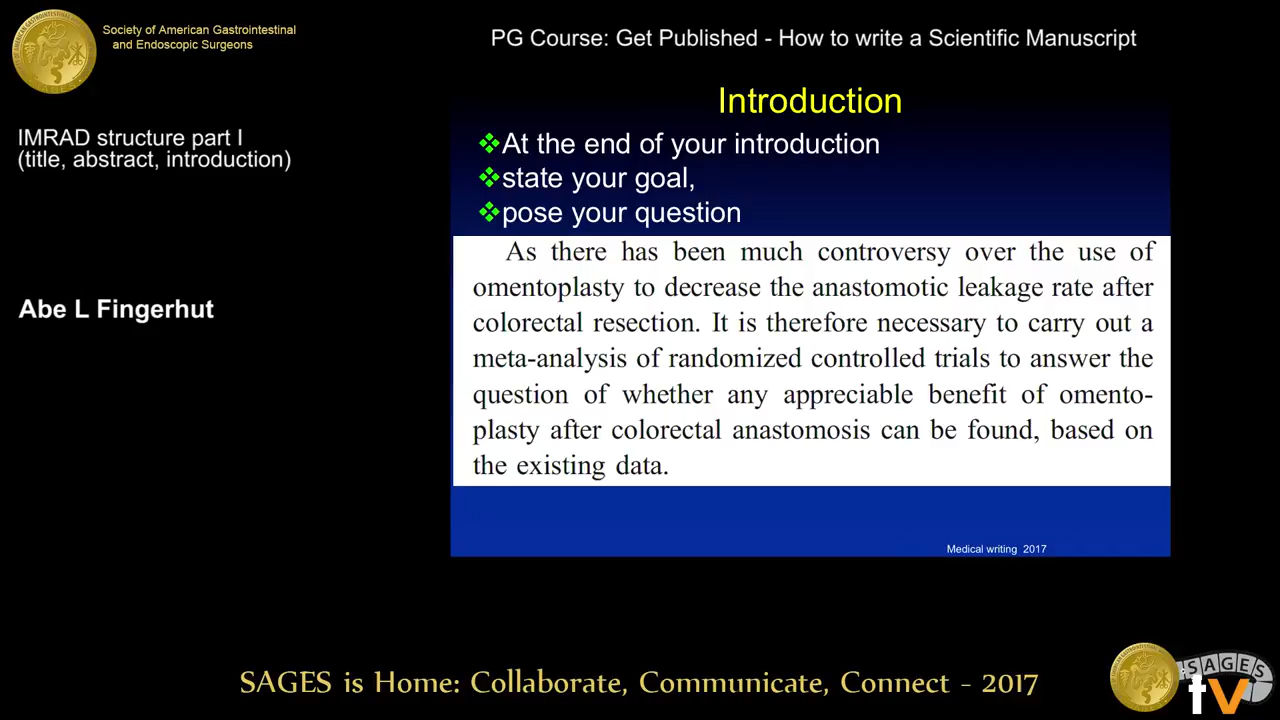 Society of American Gastrointestinal
and Endoscopic Surgeons
PG Course: Get Published - How to write a Scientific Manuscript
IMRAD structure part I
(title, abstract, introduction)
Abe L Fingerhut
Introduction
At the end of your introduction
state your goal,
pose your question
As there has been much controversy over the use of
omentoplasty to decrease the anastomotic leakage rate after
colorectal resection. It is therefore necessary to carry out a
meta-analysis of randomized controlled trials to answer the
question of whether any appreciable benefit of omento-
plasty after colorectal anastomosis can be found, based on
the existing data.
Medical writing 2017
SAGES is Home: Collaborate, Communicate, Connect - 2017
SAGES
tv